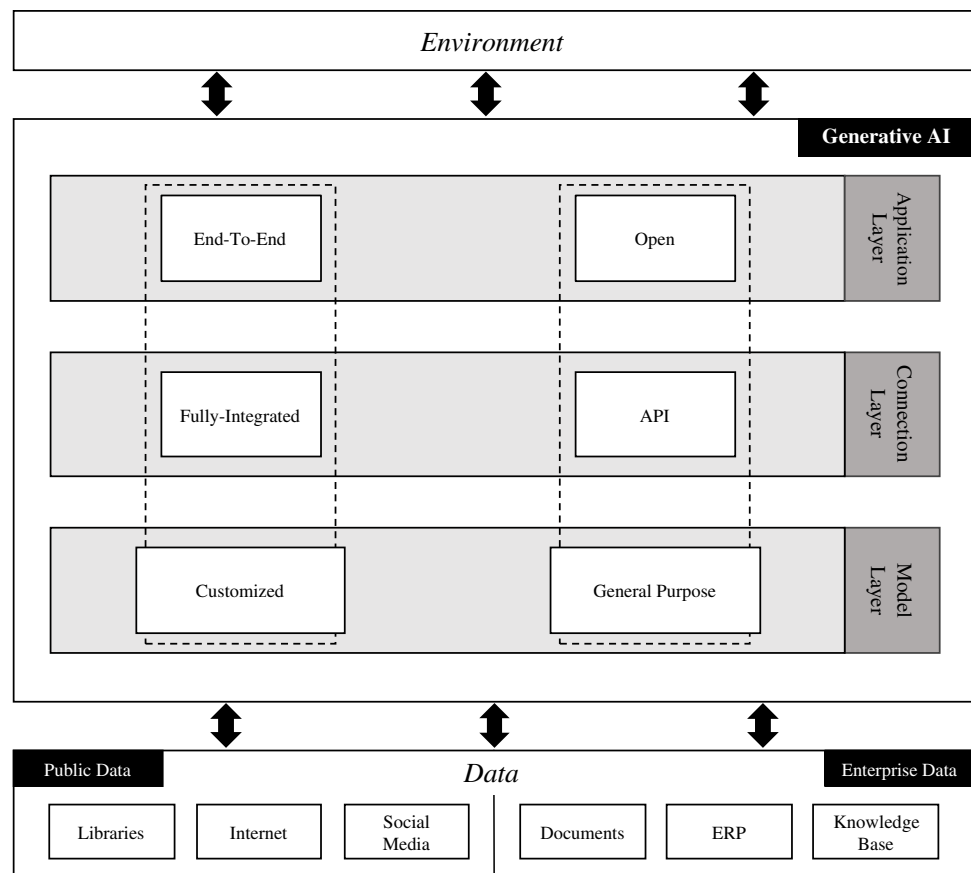 Environment
Generative AI
End-To-End
Open
Application
Layer
Fully-Integrated
API
Connection
Layer
Customized
General Purpose
Model
Layer
Public Data
Data
Enterprise Data
Libraries
Internet
Social
Media
Documents
ERP
Knowledge
Base